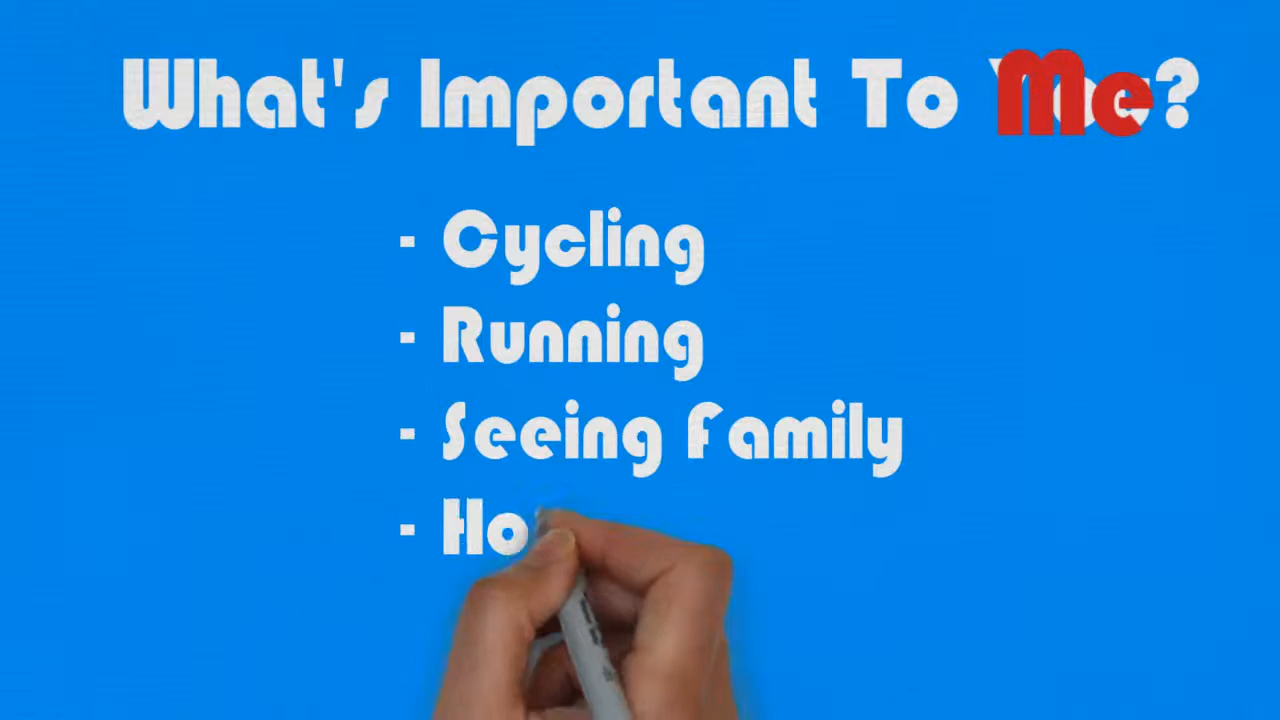 What's Important To Me?
- Cycling
- Running
- Seeing Family
- Ho